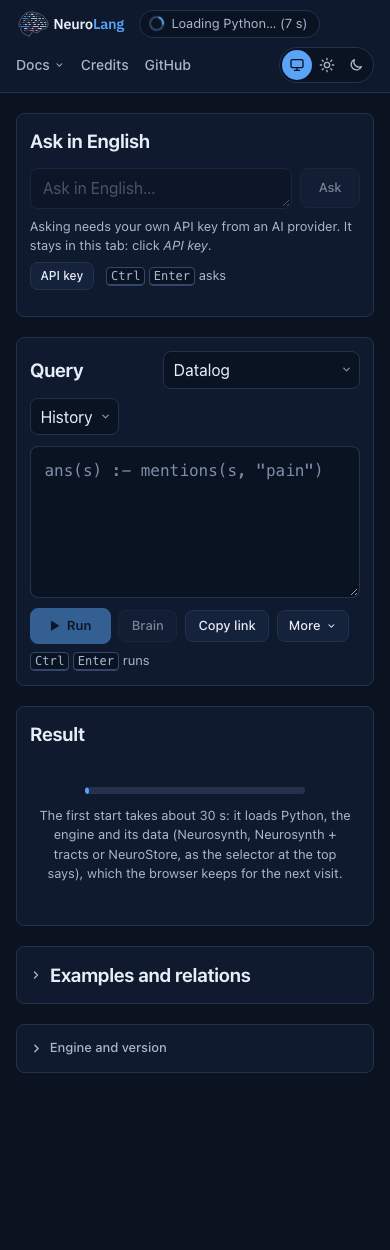 NeuroLang
Loading Python... (7 s)
Docs
Credits
GitHub
Ask in English
Ask in English...
Ask
Asking needs your own API key from an AI provider. It
stays in this tab: click API key.
API key
Ctrl Enter asks
Query
Datalog
History
ans(s) :- mentions(s, "pain")
Run
Brain
Copy link
More
Ctrl Enter runs
Result
The first start takes about 30 s: it loads Python, the
engine and its data (Neurosynth, Neurosynth +
tracts or NeuroStore, as the selector at the top
says), which the browser keeps for the next visit.
Examples and relations
Engine and version